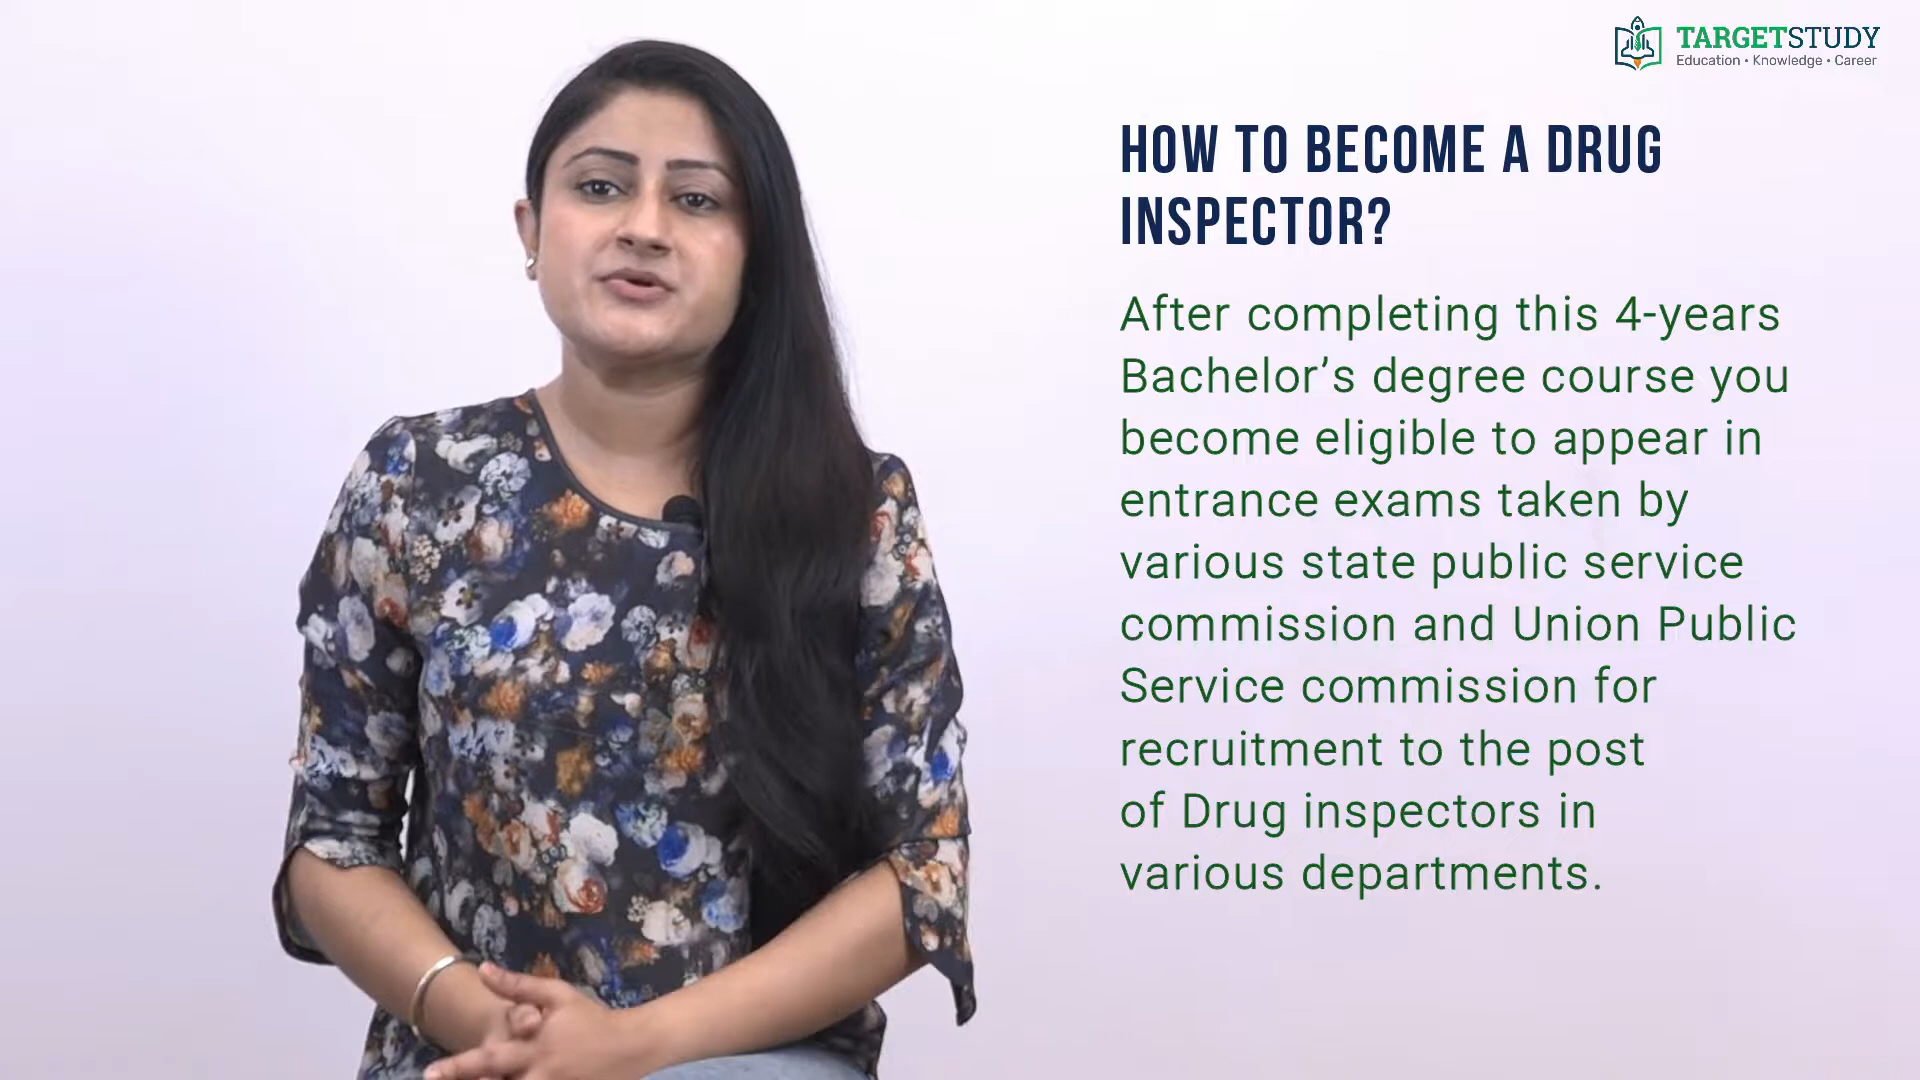 TARGETSTUDY
Education • Knowledge • Career
HOW TO BECOME A DRUG
INSPECTOR?
After completing this 4-years
Bachelor’s degree course you
become eligible to appear in
entrance exams taken by
various state public service
commission and Union Public
Service commission for
recruitment to the post
of Drug inspectors in
various departments.